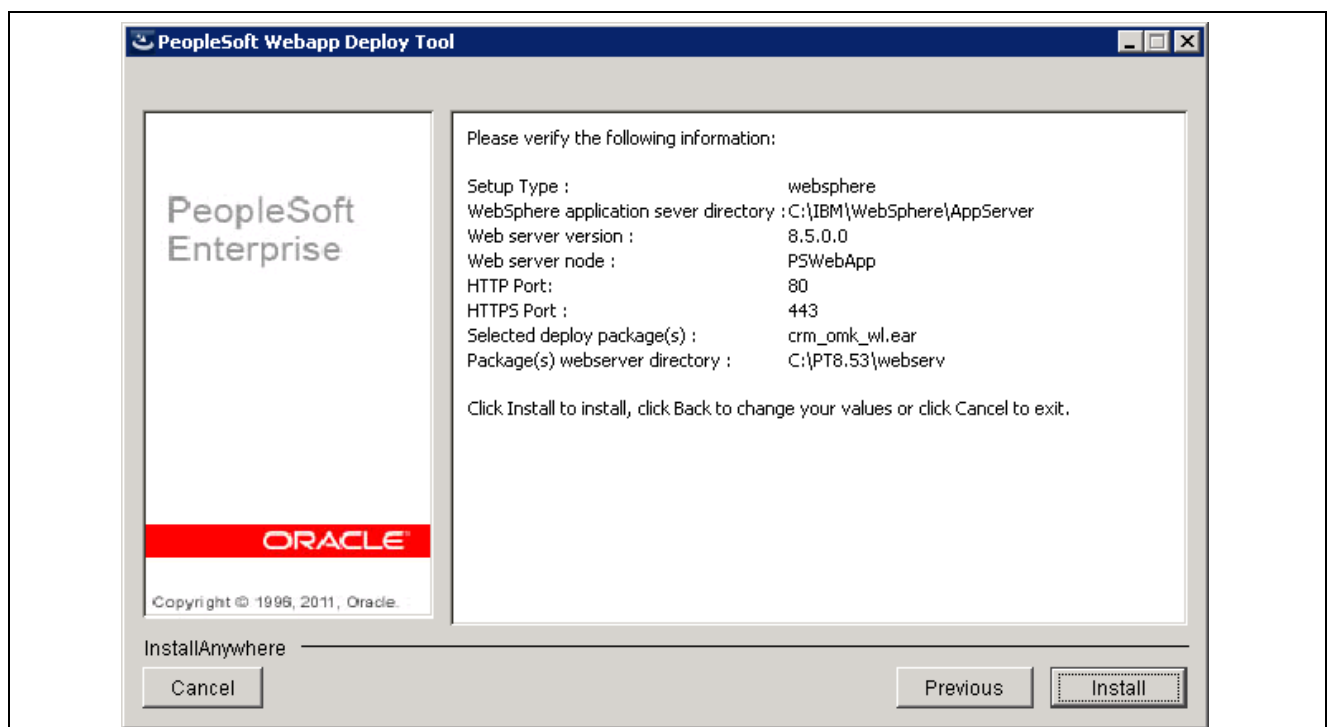 PeopleSoft Webapp Deploy Tool
PeopleSoft
Enterprise
ORACLE
Copyright © 1996, 2011, Oracle.
Please verify the following information:
Setup Type : websphere
WebSphere application sever directory : C:\IBM\WebSphere\AppServer
Web server version : 8.5.0.0
Web server node : PSWebApp
HTTP Port: 80
HTTPS Port : 443
Selected deploy package(s) : crm_omk_wl.ear
Package(s) webserver directory : C:\PT8.53\webserv
Click Install to install, click Back to change your values or click Cancel to exit.
InstallAnywhere
Cancel Previous Install